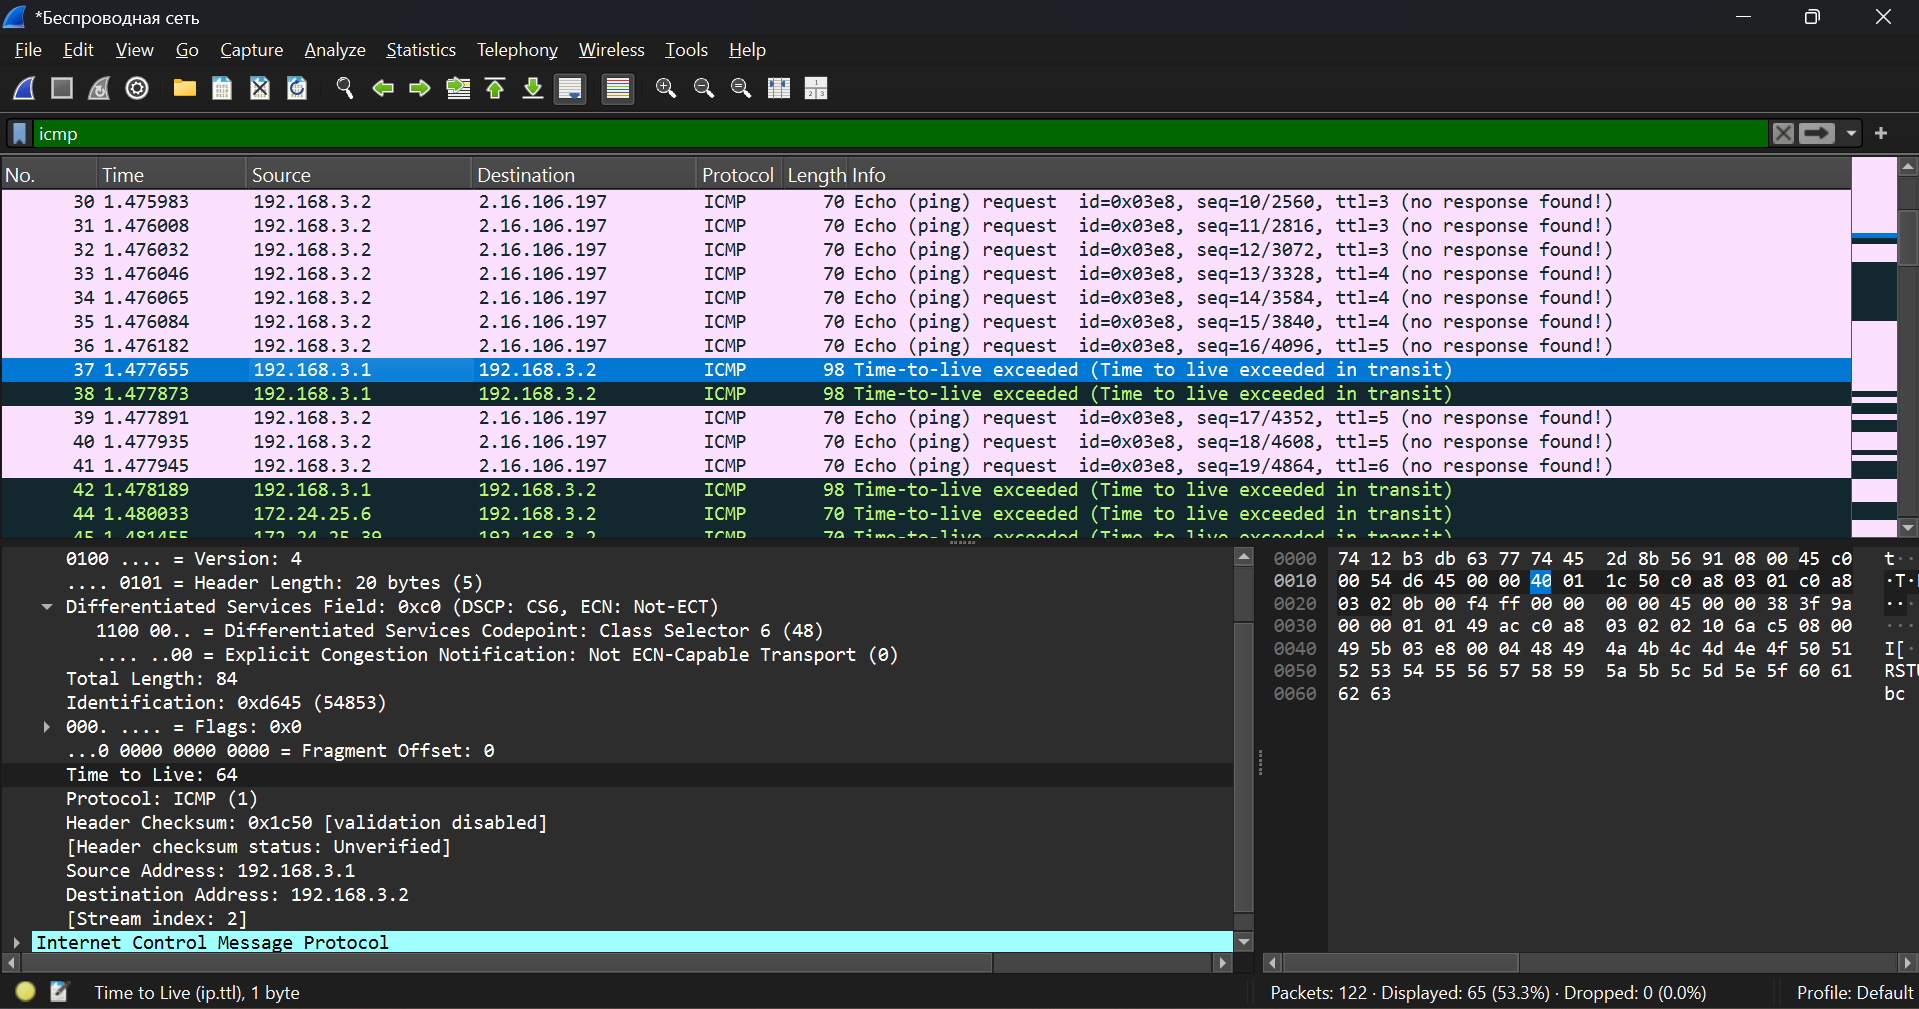 *Беспроводная сеть
File Edit View Go Capture Analyze Statistics Telephony Wireless Tools Help
icmp
No. Time Source Destination Protocol Length Info
30 1.475983 192.168.3.2 2.16.106.197 ICMP 70 Echo (ping) request id=0x03e8, seq=10/2560, ttl=3 (no response found!)
31 1.476008 192.168.3.2 2.16.106.197 ICMP 70 Echo (ping) request id=0x03e8, seq=11/2816, ttl=3 (no response found!)
32 1.476032 192.168.3.2 2.16.106.197 ICMP 70 Echo (ping) request id=0x03e8, seq=12/3072, ttl=3 (no response found!)
33 1.476046 192.168.3.2 2.16.106.197 ICMP 70 Echo (ping) request id=0x03e8, seq=13/3328, ttl=4 (no response found!)
34 1.476065 192.168.3.2 2.16.106.197 ICMP 70 Echo (ping) request id=0x03e8, seq=14/3584, ttl=4 (no response found!)
35 1.476084 192.168.3.2 2.16.106.197 ICMP 70 Echo (ping) request id=0x03e8, seq=15/3840, ttl=4 (no response found!)
36 1.476182 192.168.3.2 2.16.106.197 ICMP 70 Echo (ping) request id=0x03e8, seq=16/4096, ttl=5 (no response found!)
37 1.477655 192.168.3.1 192.168.3.2 ICMP 98 Time-to-live exceeded (Time to live exceeded in transit)
38 1.477873 192.168.3.1 192.168.3.2 ICMP 98 Time-to-live exceeded (Time to live exceeded in transit)
39 1.477891 192.168.3.2 2.16.106.197 ICMP 70 Echo (ping) request id=0x03e8, seq=17/4352, ttl=5 (no response found!)
40 1.477935 192.168.3.2 2.16.106.197 ICMP 70 Echo (ping) request id=0x03e8, seq=18/4608, ttl=5 (no response found!)
41 1.477945 192.168.3.2 2.16.106.197 ICMP 70 Echo (ping) request id=0x03e8, seq=19/4864, ttl=6 (no response found!)
42 1.478189 192.168.3.1 192.168.3.2 ICMP 98 Time-to-live exceeded (Time to live exceeded in transit)
44 1.480033 172.24.25.6 192.168.3.2 ICMP 70 Time-to-live exceeded (Time to live exceeded in transit)
45 1.481455 172.24.25.39 192.168.3.2 ICMP 70 Time-to-live exceeded (Time to live exceeded in transit)
0100 .... = Version: 4
.... 0101 = Header Length: 20 bytes (5)
Differentiated Services Field: 0xc0 (DSCP: CS6, ECN: Not-ECT)
1100 00.. = Differentiated Services Codepoint: Class Selector 6 (48)
.... ..00 = Explicit Congestion Notification: Not ECN-Capable Transport (0)
Total Length: 84
Identification: 0xd645 (54853)
000. .... = Flags: 0x0
...0 0000 0000 0000 = Fragment Offset: 0
Time to Live: 64
Protocol: ICMP (1)
Header Checksum: 0x1c50 [validation disabled]
[Header checksum status: Unverified]
Source Address: 192.168.3.1
Destination Address: 192.168.3.2
[Stream index: 2]
Internet Control Message Protocol
0000 74 12 b3 db 63 77 74 45 2d 8b 56 91 08 00 45 c0 t··
0010 00 54 d6 45 00 00 40 01 1c 50 c0 a8 03 01 c0 a8 ·T·
0020 03 02 0b 00 f4 ff 00 00 00 00 45 00 00 38 3f 9a ···
0030 00 00 01 01 49 ac c0 a8 03 02 02 10 6a c5 08 00 ···
0040 49 5b 03 e8 00 04 48 49 4a 4b 4c 4d 4e 4f 50 51 I[·
0050 52 53 54 55 56 57 58 59 5a 5b 5c 5d 5e 5f 60 61 RSTU
0060 62 63 bc
Time to Live (ip.ttl), 1 byte
Packets: 122 · Displayed: 65 (53.3%) · Dropped: 0 (0.0%)
Profile: Default